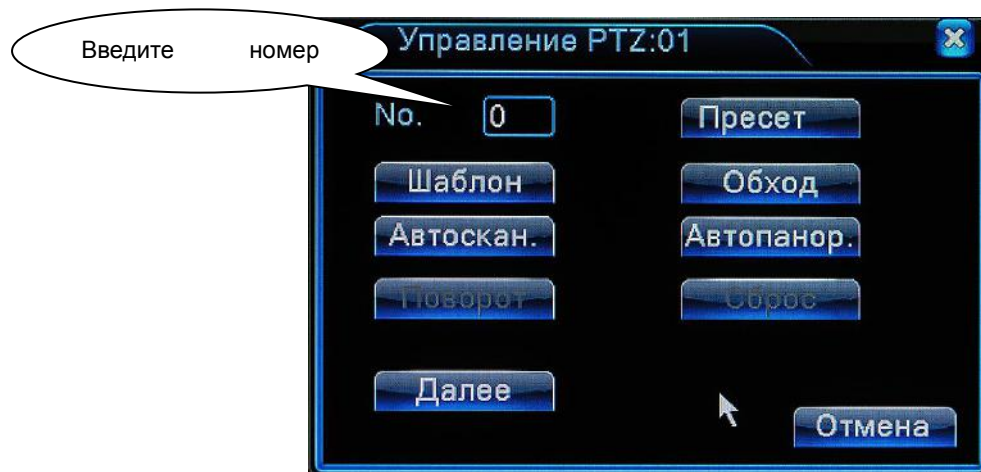 Введите номер
Управление PTZ:01
No. 0 Пресет
Шаблон Обход
Автоскан. Автопанор.
Поворот Сброс
Далее
Отмена